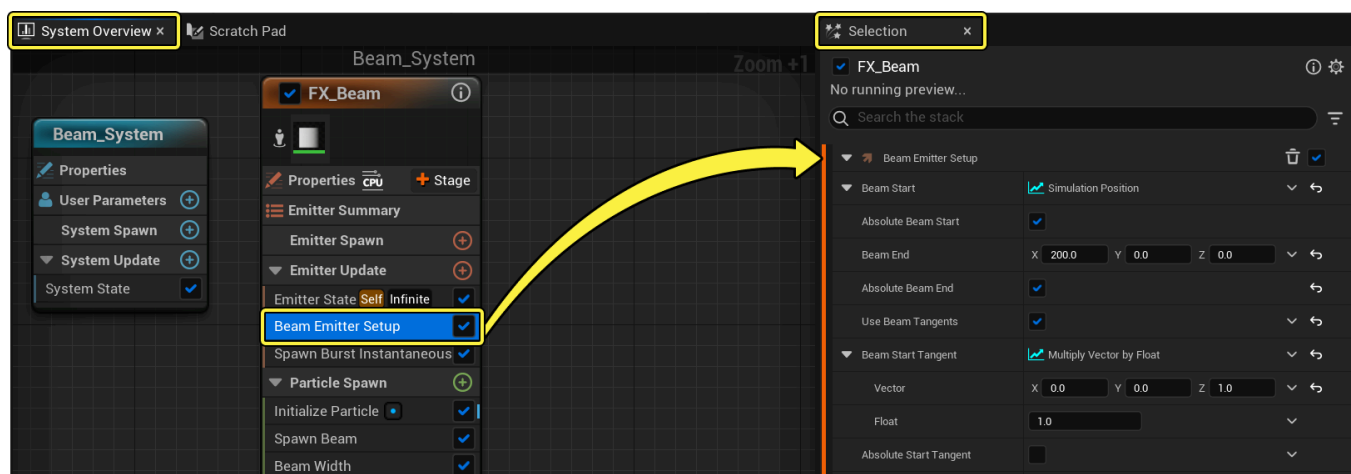 System Overview ×
Scratch Pad
Beam_System
Zoom +1
Beam_System
Properties
User Parameters
System Spawn
System Update
System State
FX_Beam
Properties CPU + Stage
Emitter Summary
Emitter Spawn
Emitter Update
Emitter State Self Infinite
Beam Emitter Setup
Spawn Burst Instantaneous
Particle Spawn
Initialize Particle
Spawn Beam
Beam Width
Selection ×
FX_Beam
No running preview...
Search the stack
Beam Emitter Setup
Beam Start Simulation Position
Absolute Beam Start
Beam End X 200.0 Y 0.0 Z 0.0
Absolute Beam End
Use Beam Tangents
Beam Start Tangent Multiply Vector by Float
Vector X 0.0 Y 0.0 Z 1.0
Float 1.0
Absolute Start Tangent